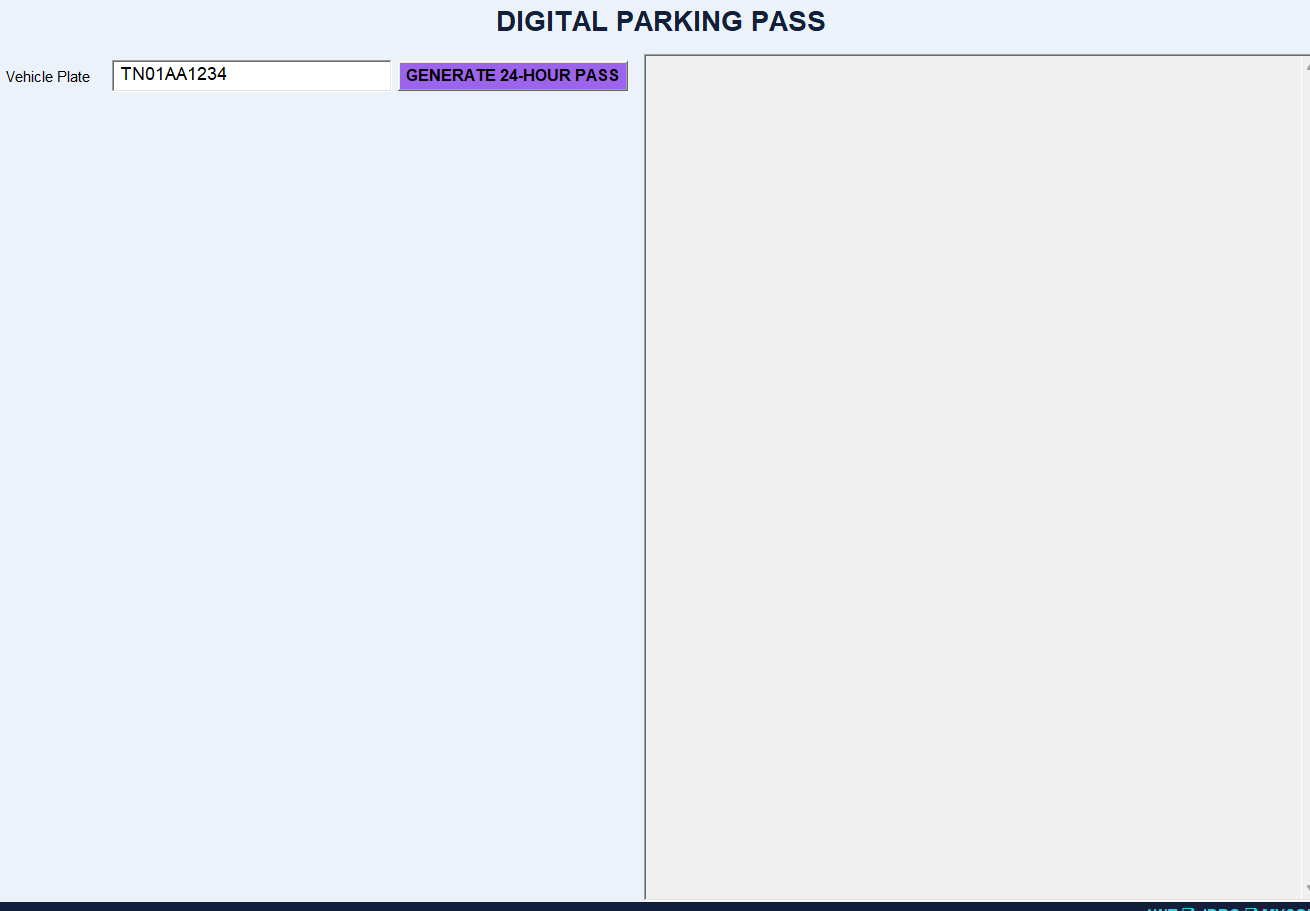 DIGITAL PARKING PASS
Vehicle Plate
TN01AA1234
GENERATE 24-HOUR PASS